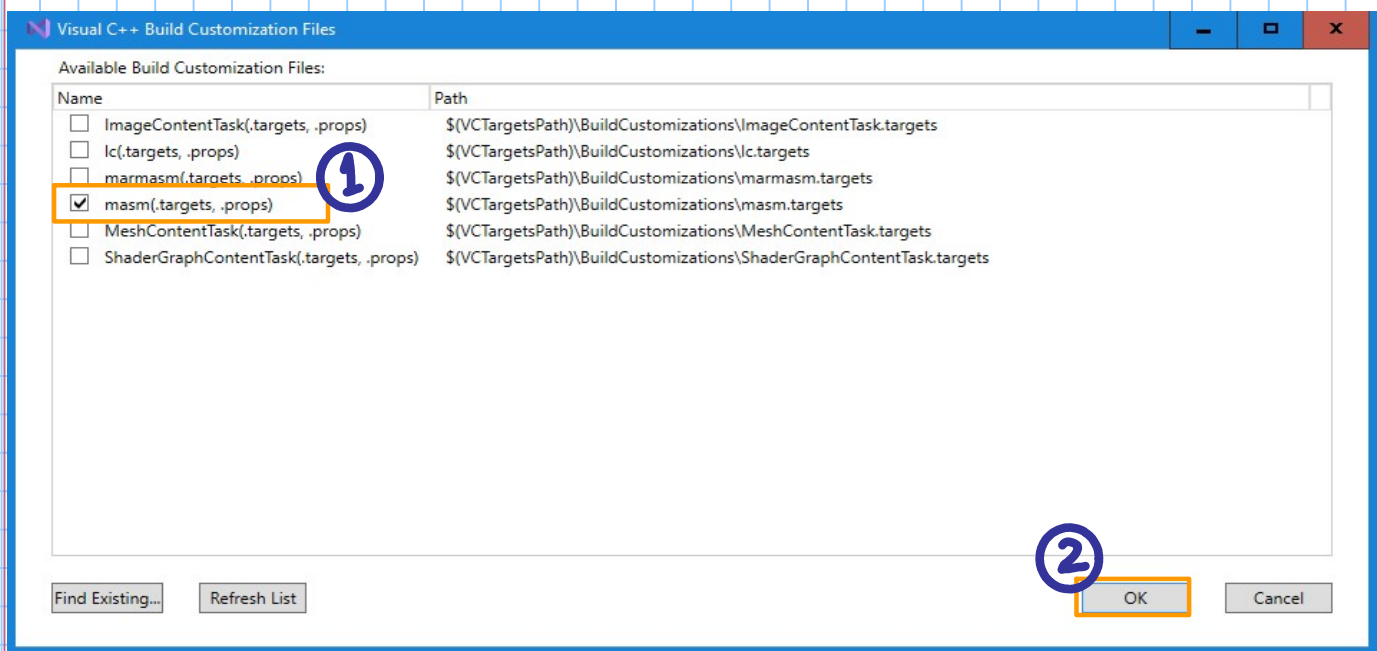 Visual C++ Build Customization Files
Available Build Customization Files:
Name Path
ImageContentTask(.targets, .props) $(VCTargetsPath)\BuildCustomizations\ImageContentTask.targets
lc(.targets, .props) $(VCTargetsPath)\BuildCustomizations\lc.targets
marmasm(.targets, .props) $(VCTargetsPath)\BuildCustomizations\marmasm.targets
1
masm(.targets, .props) $(VCTargetsPath)\BuildCustomizations\masm.targets
MeshContentTask(.targets, .props) $(VCTargetsPath)\BuildCustomizations\MeshContentTask.targets
ShaderGraphContentTask(.targets, .props) $(VCTargetsPath)\BuildCustomizations\ShaderGraphContentTask.targets
2
Find Existing... Refresh List OK Cancel